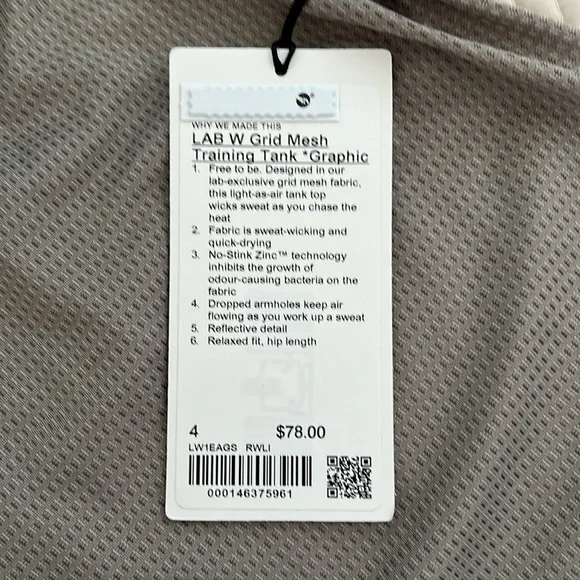 WHY WE MADE THIS
LAB W Grid Mesh
Training Tank *Graphic
1. Free to be. Designed in our
lab-exclusive grid mesh fabric,
this light-as-air tank top
wicks sweat as you chase the
heat
2. Fabric is sweat-wicking and
quick-drying
3. No-Stink Zinc™ technology
inhibits the growth of
odour-causing bacteria on the
fabric
4. Dropped armholes keep air
flowing as you work up a sweat
5. Reflective detail
6. Relaxed fit, hip length
4 $78.00
LW1EAGS RWLI
000146375961